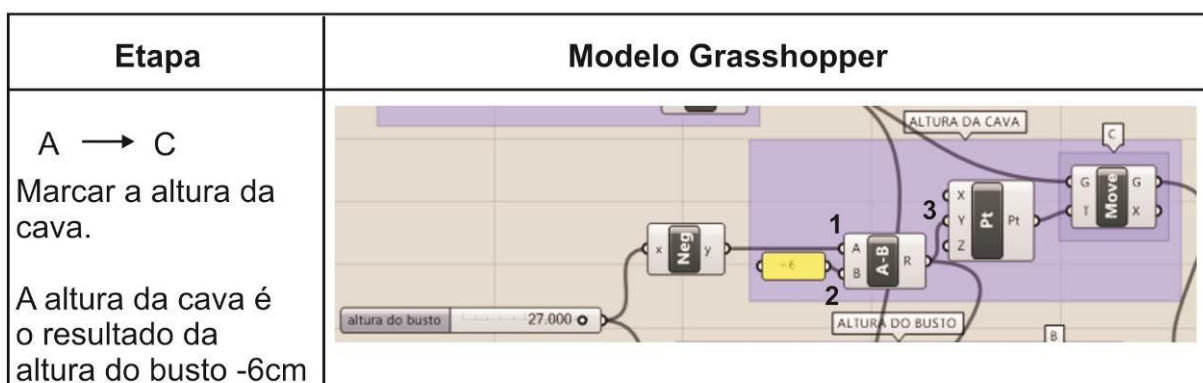 Etapa
Modelo Grasshopper
A → C
Marcar a altura da
cava.
A altura da cava é
o resultado da
altura do busto -6cm
ALTURA DA CAVA
C
G
T
Move
G
X
X
Y
Z
Pt
Pt
3
1
A
B
A-B
R
2
-6
x
Neg
y
altura do busto
27.000
ALTURA DO BUSTO
B